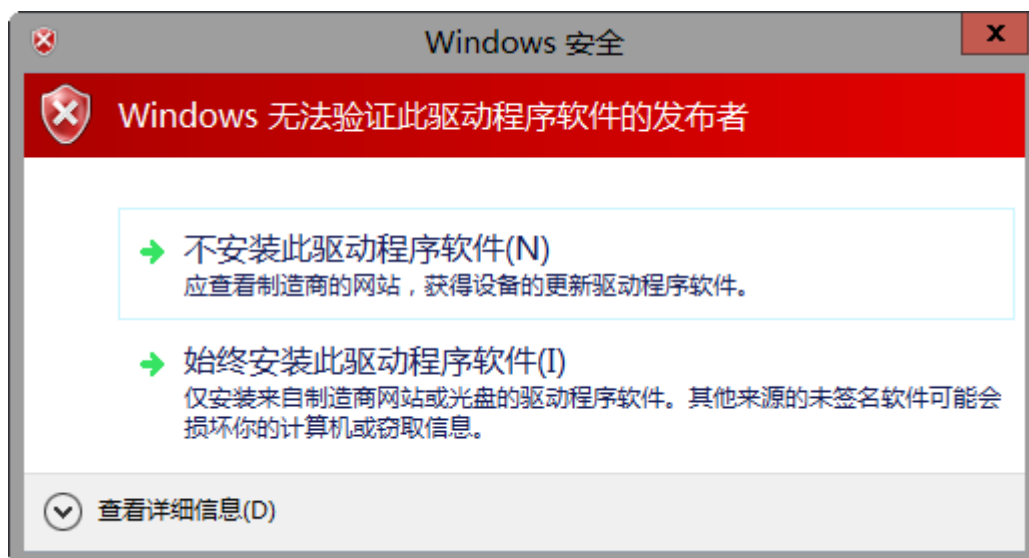 Windows 安全
Windows 无法验证此驱动程序软件的发布者
不安装此驱动程序软件(N)
应查看制造商的网站，获得设备的更新驱动程序软件。
始终安装此驱动程序软件(I)
仅安装来自制造商网站或光盘的驱动程序软件。其他来源的未签名软件可能会
损坏你的计算机或窃取信息。
查看详细信息(D)